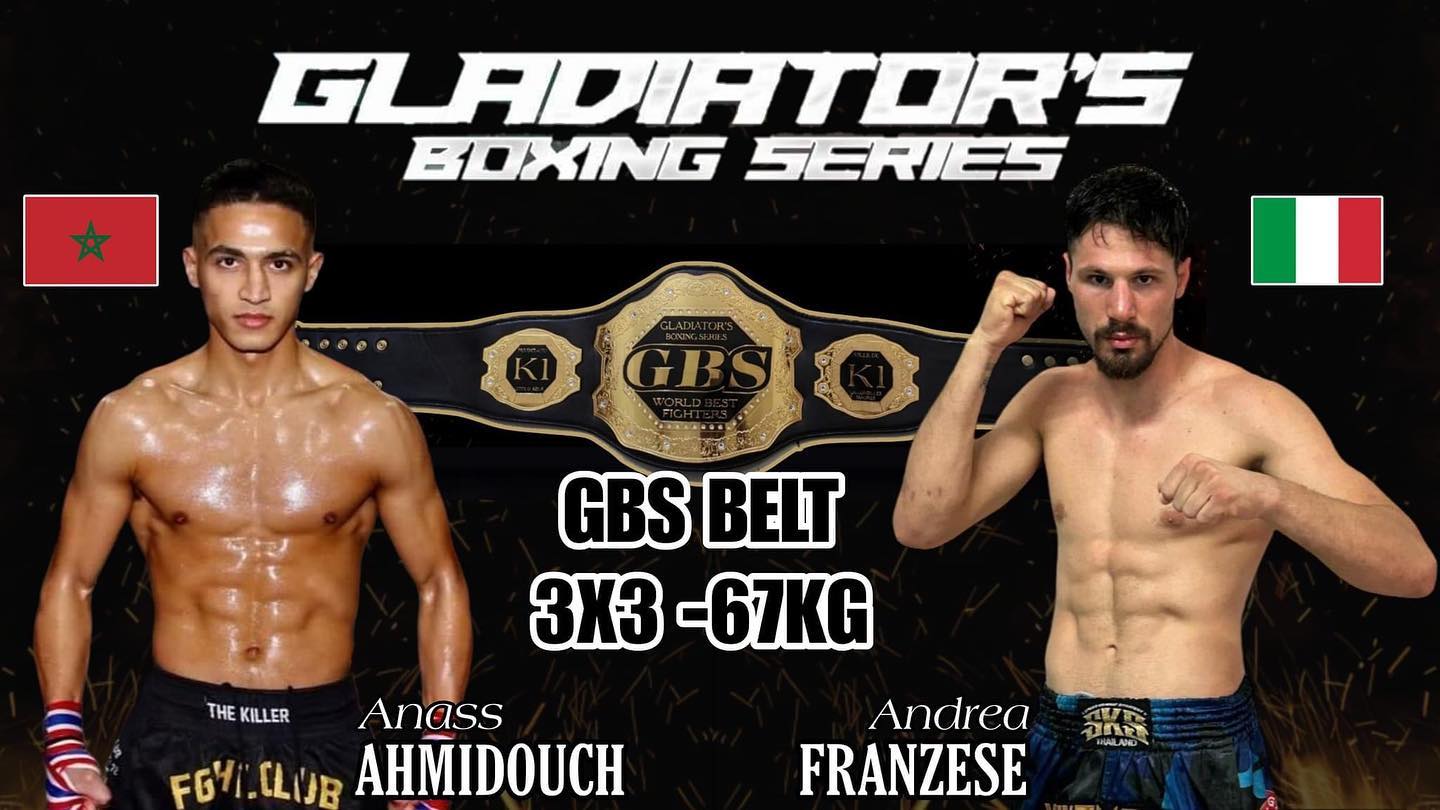 GLADIATOR'S
BOXING SERIES
GLADIATOR'S
BOXING SERIES
K1
GBS
K1
WORLD BEST
FIGHTERS
GBS BELT
3X3 -67KG
THE KILLER
Anass
AHMIDOUCH
Andrea
FRANZESE
THAILAND